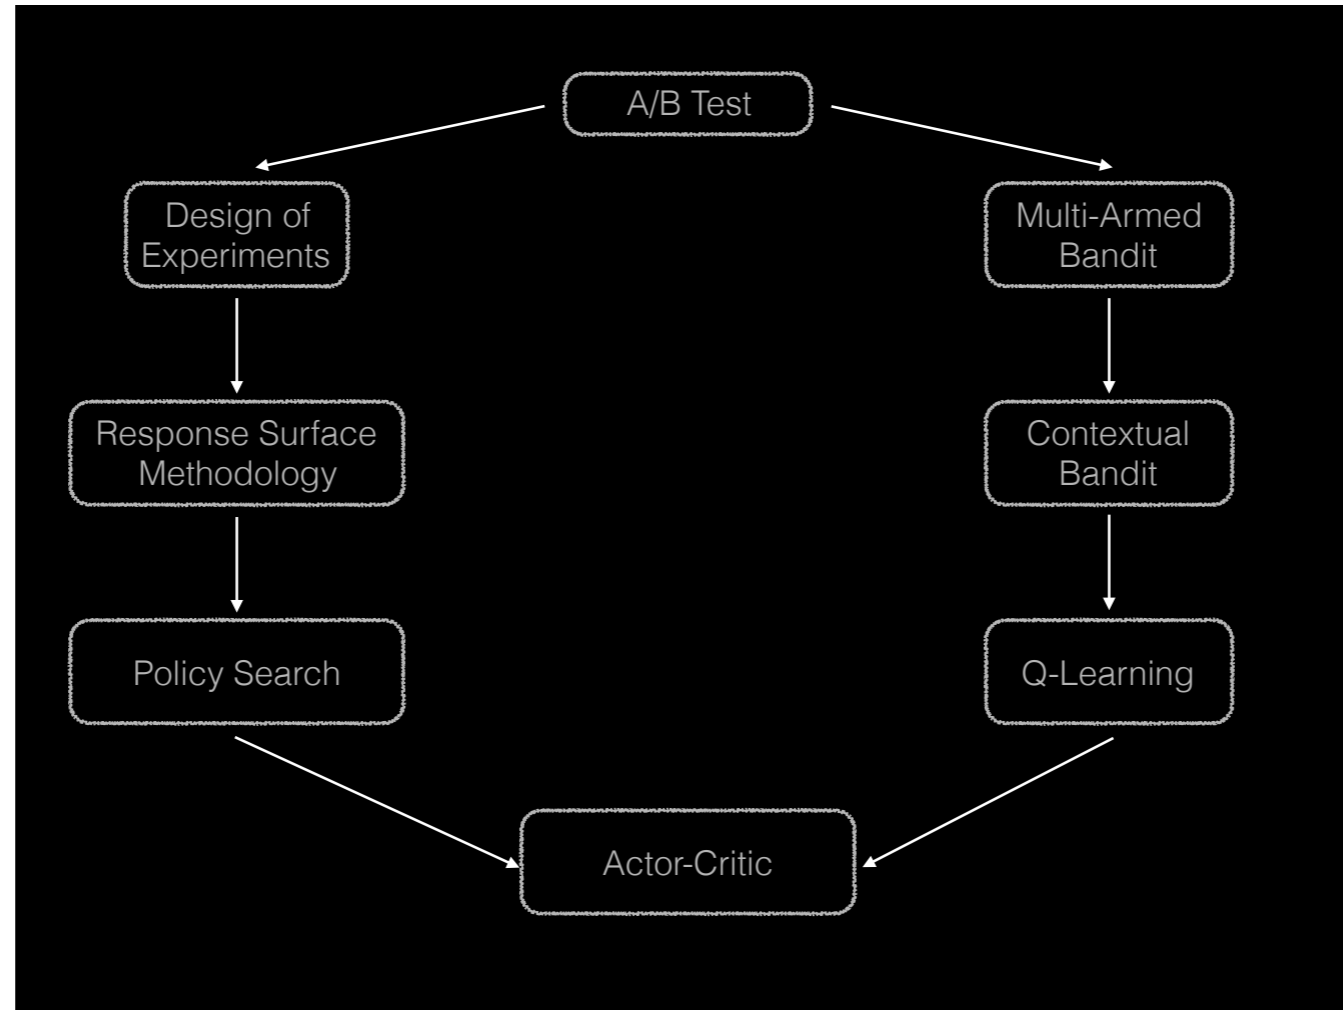 A/B Test
Design of
Experiments
Multi-Armed
Bandit
Response Surface
Methodology
Contextual
Bandit
Policy Search
Q-Learning
Actor-Critic